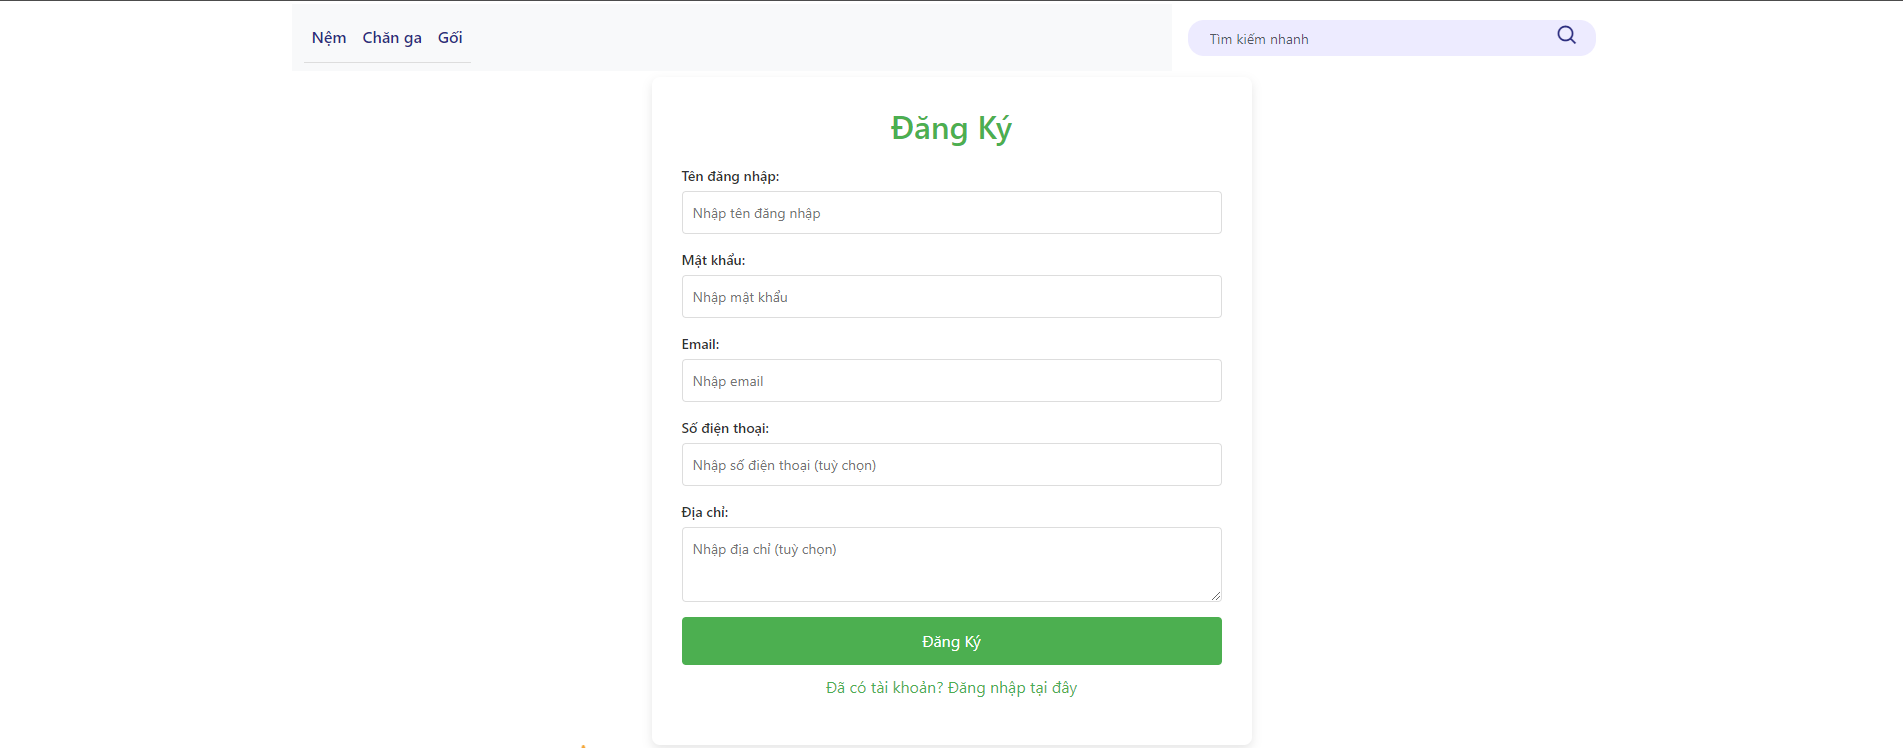 Nệm Chăn ga Gối
Tìm kiếm nhanh
Đăng Ký
Tên đăng nhập:
Nhập tên đăng nhập
Mật khẩu:
Nhập mật khẩu
Email:
Nhập email
Số điện thoại:
Nhập số điện thoại (tuỳ chọn)
Địa chỉ:
Nhập địa chỉ (tuỳ chọn)
Đăng Ký
Đã có tài khoản? Đăng nhập tại đây